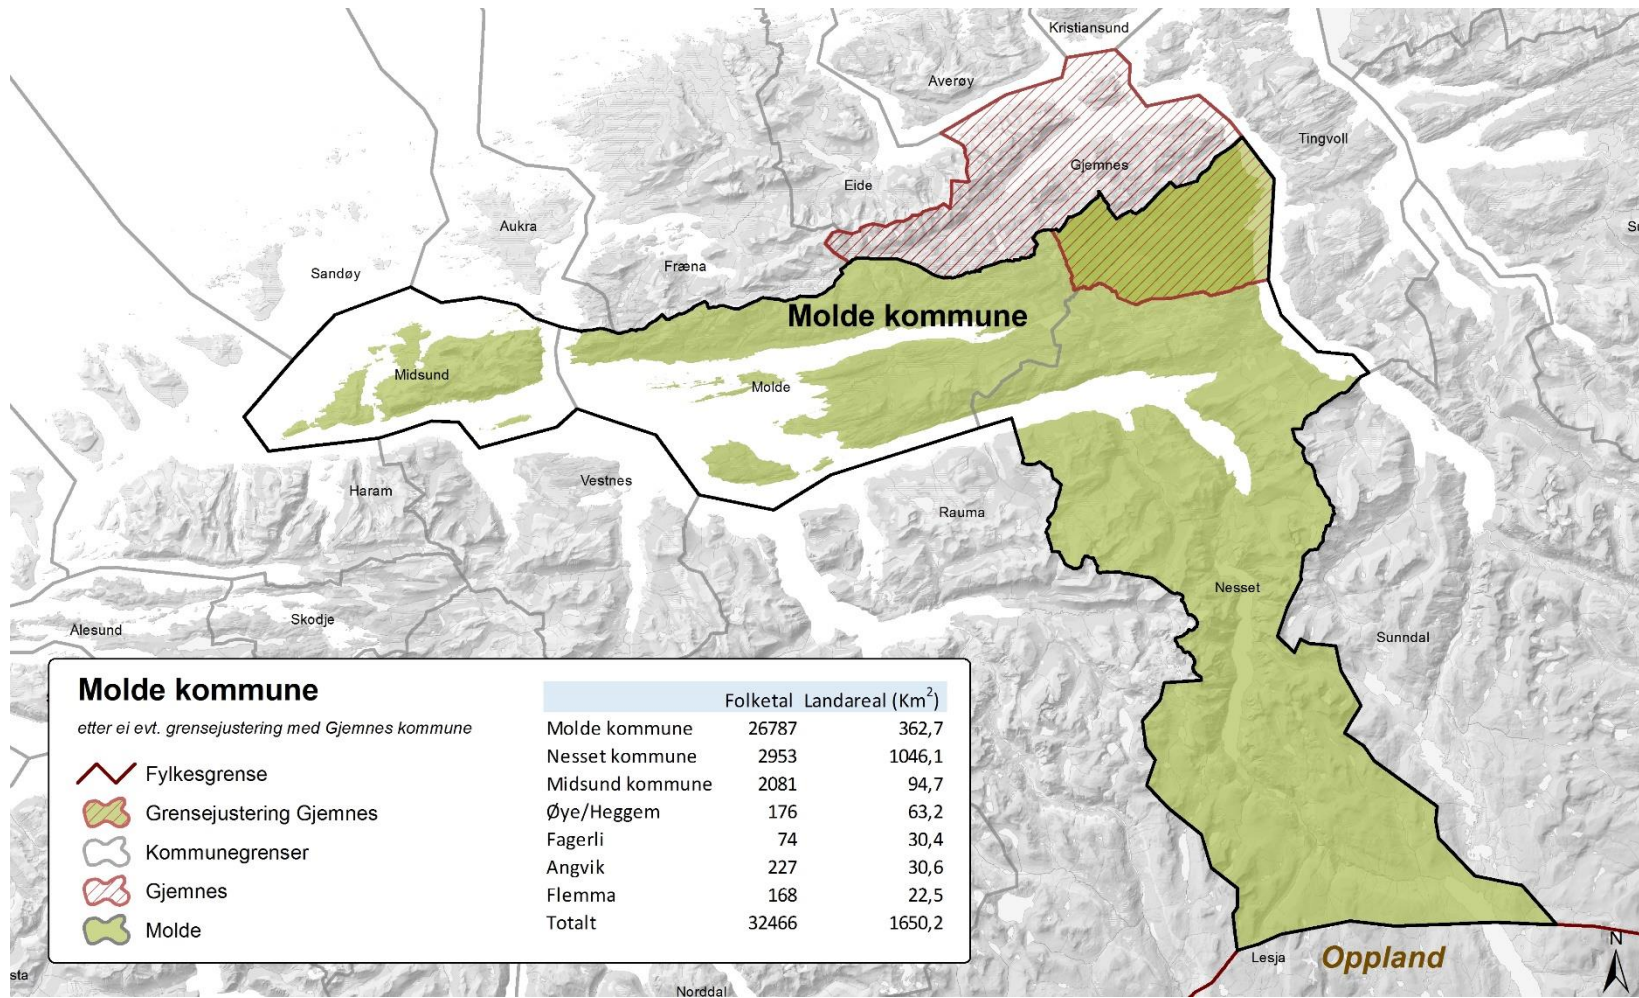 Kristiansund
Averøy
Tingvoll
Gjemnes
Eide
Aukra
Fræna
Sandøy
Molde kommune
Midsund
Molde
Haram
Vestnes
Rauma
Nesset
Ålesund
Skodje
Sunndal
Molde kommune
etter ei evt. grensejustering med Gjemnes kommune
Fylkesgrense
Grensejustering Gjemnes
Kommunegrenser
Gjemnes
Molde
Folketal Landareal (Km²)
Molde kommune 26787 362,7
Nesset kommune 2953 1046,1
Midsund kommune 2081 94,7
Øye/Heggem 176 63,2
Fagerli 74 30,4
Angvik 227 30,6
Flemma 168 22,5
Totalt 32466 1650,2
N
Lesja
Oppland
sta
Norddal